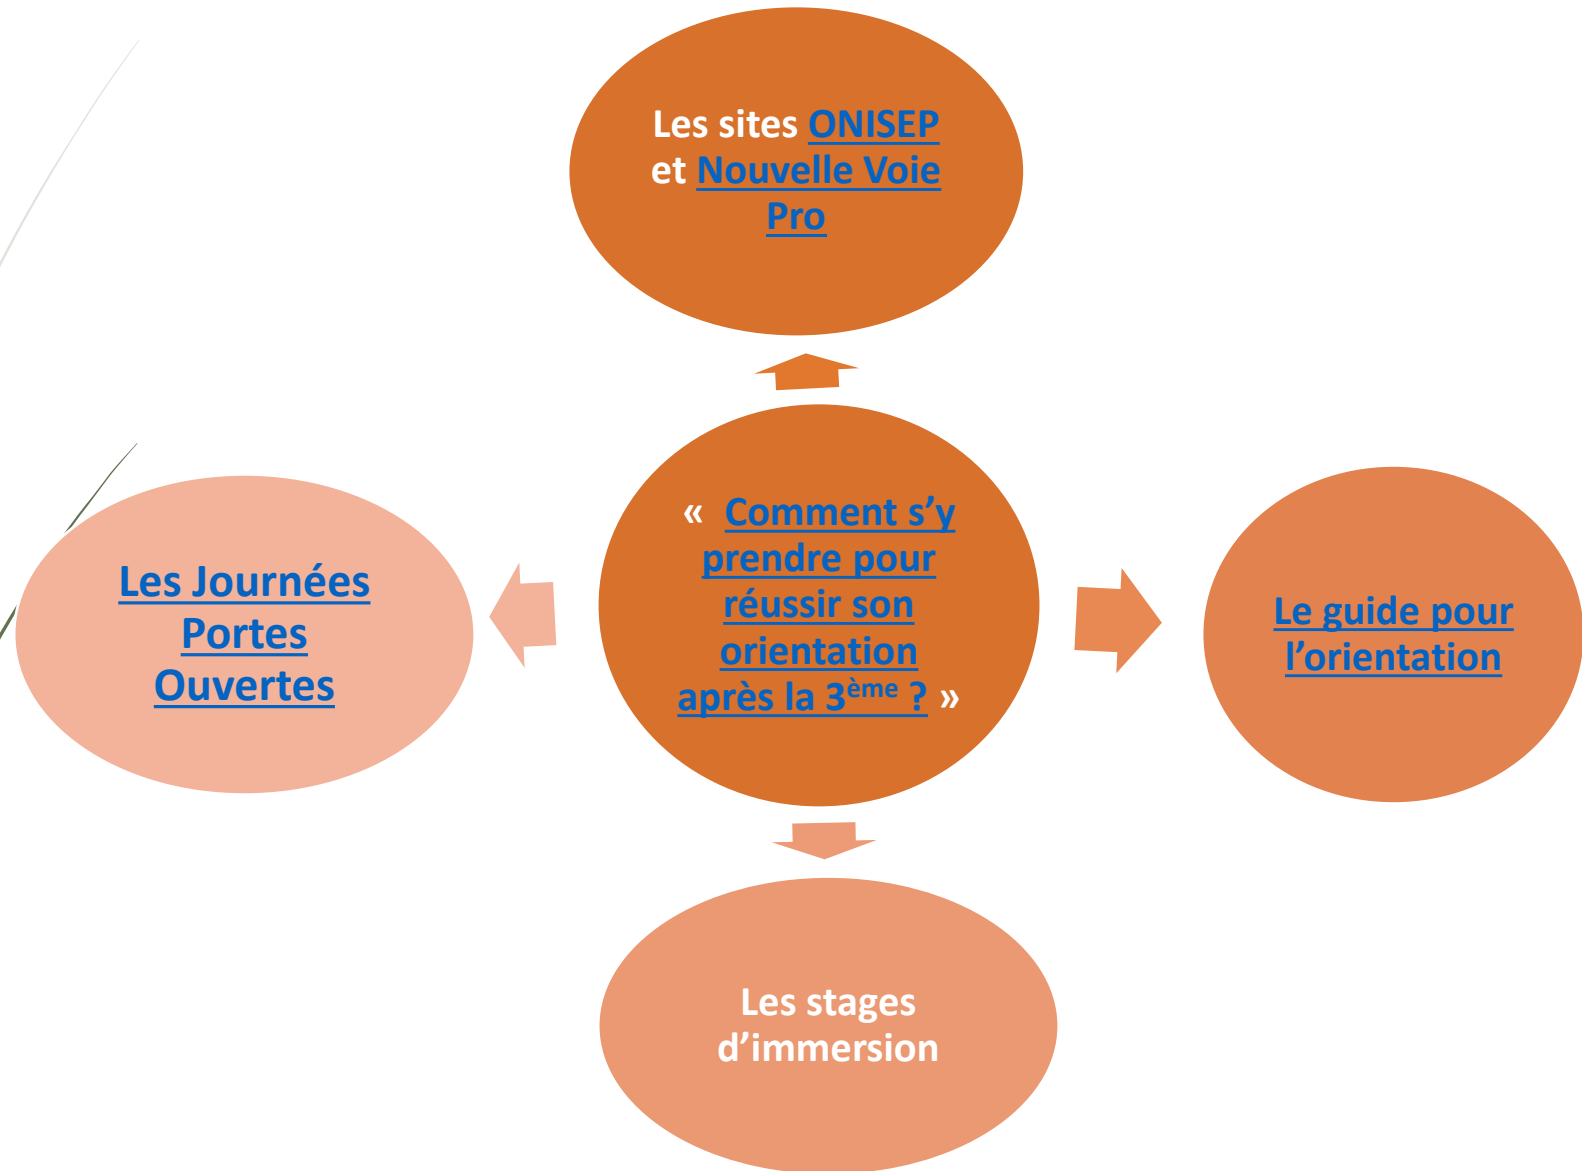 Les sites ONISEP
et Nouvelle Voie
Pro
« Comment s’y
prendre pour
réussir son
orientation
après la 3ème ? »
Les Journées
Portes
Ouvertes
Le guide pour
l’orientation
Les stages
d’immersion